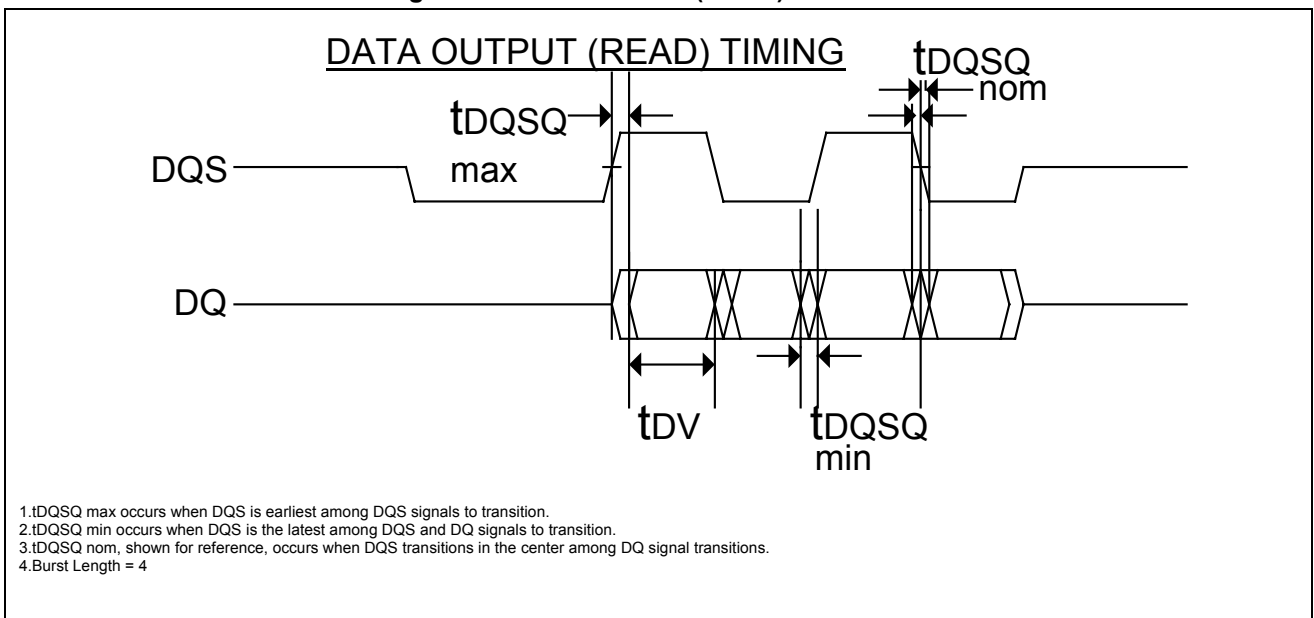 DATA OUTPUT (READ) TIMING
tDQSQ
nom
tDQSQ
max
DQS
DQ
tDV
tDQSQ
min
1.tDQSQ max occurs when DQS is earliest among DQS signals to transition.
2.tDQSQ min occurs when DQS is the latest among DQS and DQ signals to transition.
3.tDQSQ nom, shown for reference, occurs when DQS transitions in the center among DQ signal transitions.
4.Burst Length = 4